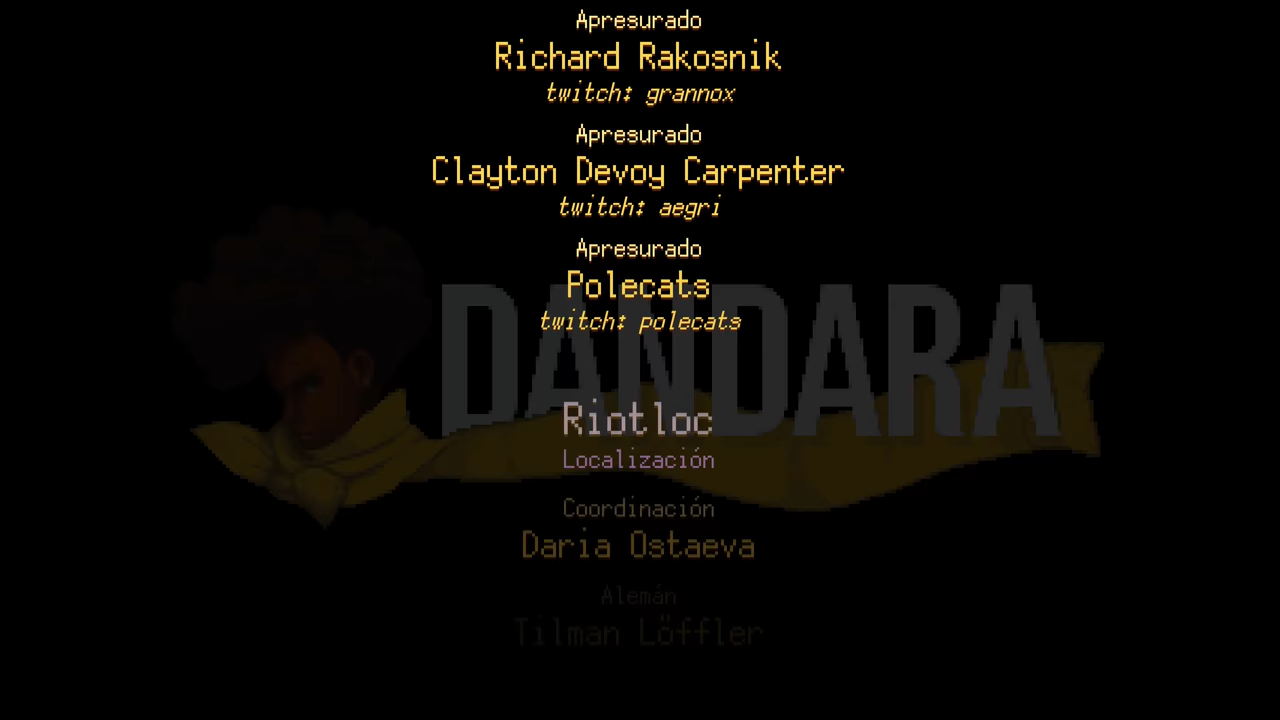 Apresurado
Richard Rakosnik
twitch: grannox
Apresurado
Clayton Devoy Carpenter
twitch: aegri
Apresurado
Polecats
twitch: polecats
DANDARA
Riotloc
Localización
Coordinación
Daria Ostaeva
Alemán
Tilman Löffler